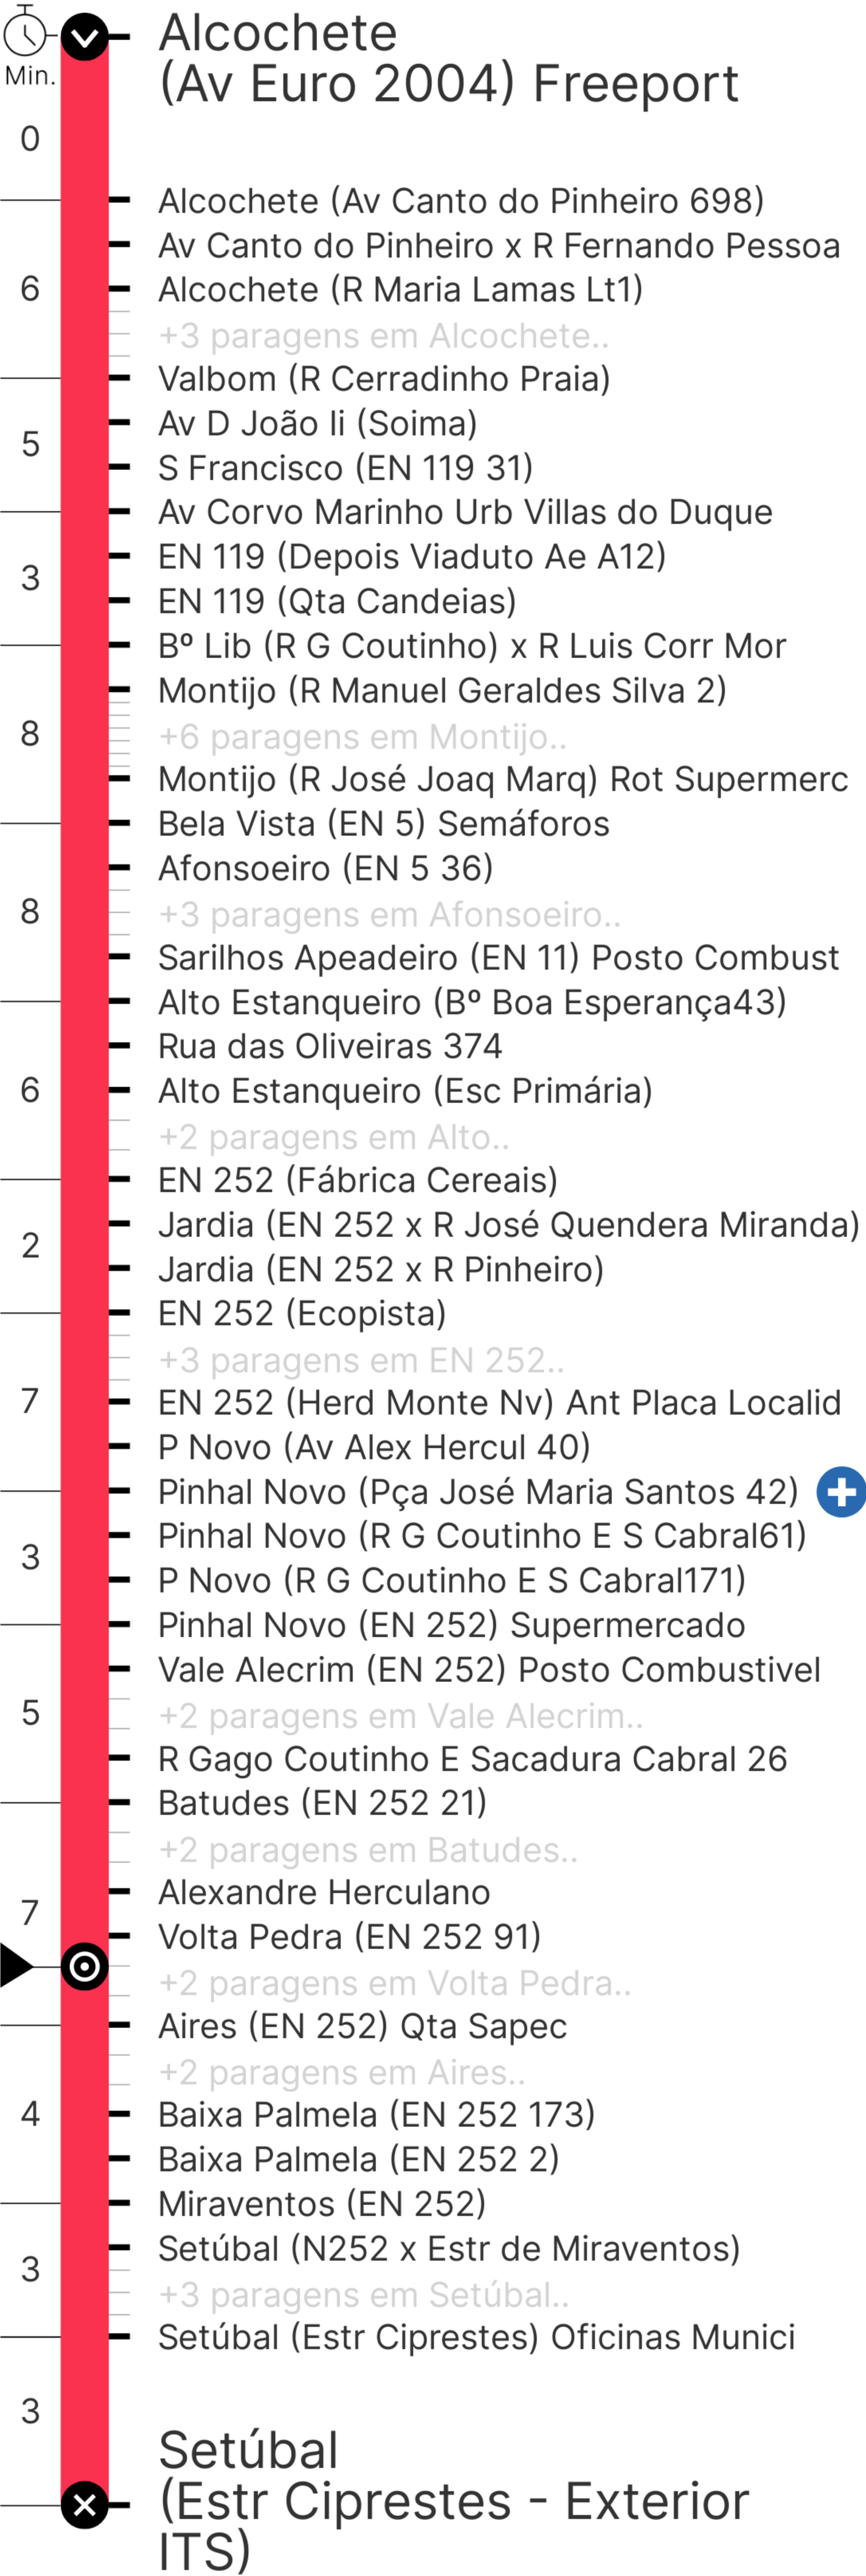 Alcochete
(Av Euro 2004) Freeport
Min.
0
Alcochete (Av Canto do Pinheiro 698)
Av Canto do Pinheiro x R Fernando Pessoa
6
Alcochete (R Maria Lamas Lt1)
+3 paragens em Alcochete..
Valbom (R Cerradinho Praia)
Av D João Ii (Soima)
5
S Francisco (EN 119 31)
Av Corvo Marinho Urb Villas do Duque
EN 119 (Depois Viaduto Ae A12)
3
EN 119 (Qta Candeias)
Bº Lib (R G Coutinho) x R Luis Corr Mor
Montijo (R Manuel Geraldes Silva 2)
8
+6 paragens em Montijo..
Montijo (R José Joaq Marq) Rot Supermerc
Bela Vista (EN 5) Semáforos
Afonsoeiro (EN 5 36)
8
+3 paragens em Afonsoeiro..
Sarilhos Apeadeiro (EN 11) Posto Combust
Alto Estanqueiro (Bº Boa Esperança43)
Rua das Oliveiras 374
6
Alto Estanqueiro (Esc Primária)
+2 paragens em Alto..
EN 252 (Fábrica Cereais)
Jardia (EN 252 x R José Quendera Miranda)
2
Jardia (EN 252 x R Pinheiro)
EN 252 (Ecopista)
+3 paragens em EN 252..
7
EN 252 (Herd Monte Nv) Ant Placa Localid
P Novo (Av Alex Hercul 40)
Pinhal Novo (Pça José Maria Santos 42)
Pinhal Novo (R G Coutinho E S Cabral61)
3
P Novo (R G Coutinho E S Cabral171)
Pinhal Novo (EN 252) Supermercado
Vale Alecrim (EN 252) Posto Combustivel
5
+2 paragens em Vale Alecrim..
R Gago Coutinho E Sacadura Cabral 26
Batudes (EN 252 21)
+2 paragens em Batudes..
Alexandre Herculano
7
Volta Pedra (EN 252 91)
+2 paragens em Volta Pedra..
Aires (EN 252) Qta Sapec
+2 paragens em Aires..
4
Baixa Palmela (EN 252 173)
Baixa Palmela (EN 252 2)
Miraventos (EN 252)
Setúbal (N252 x Estr de Miraventos)
3
+3 paragens em Setúbal..
Setúbal (Estr Ciprestes) Oficinas Munici
3
Setúbal
(Estr Ciprestes - Exterior
ITS)